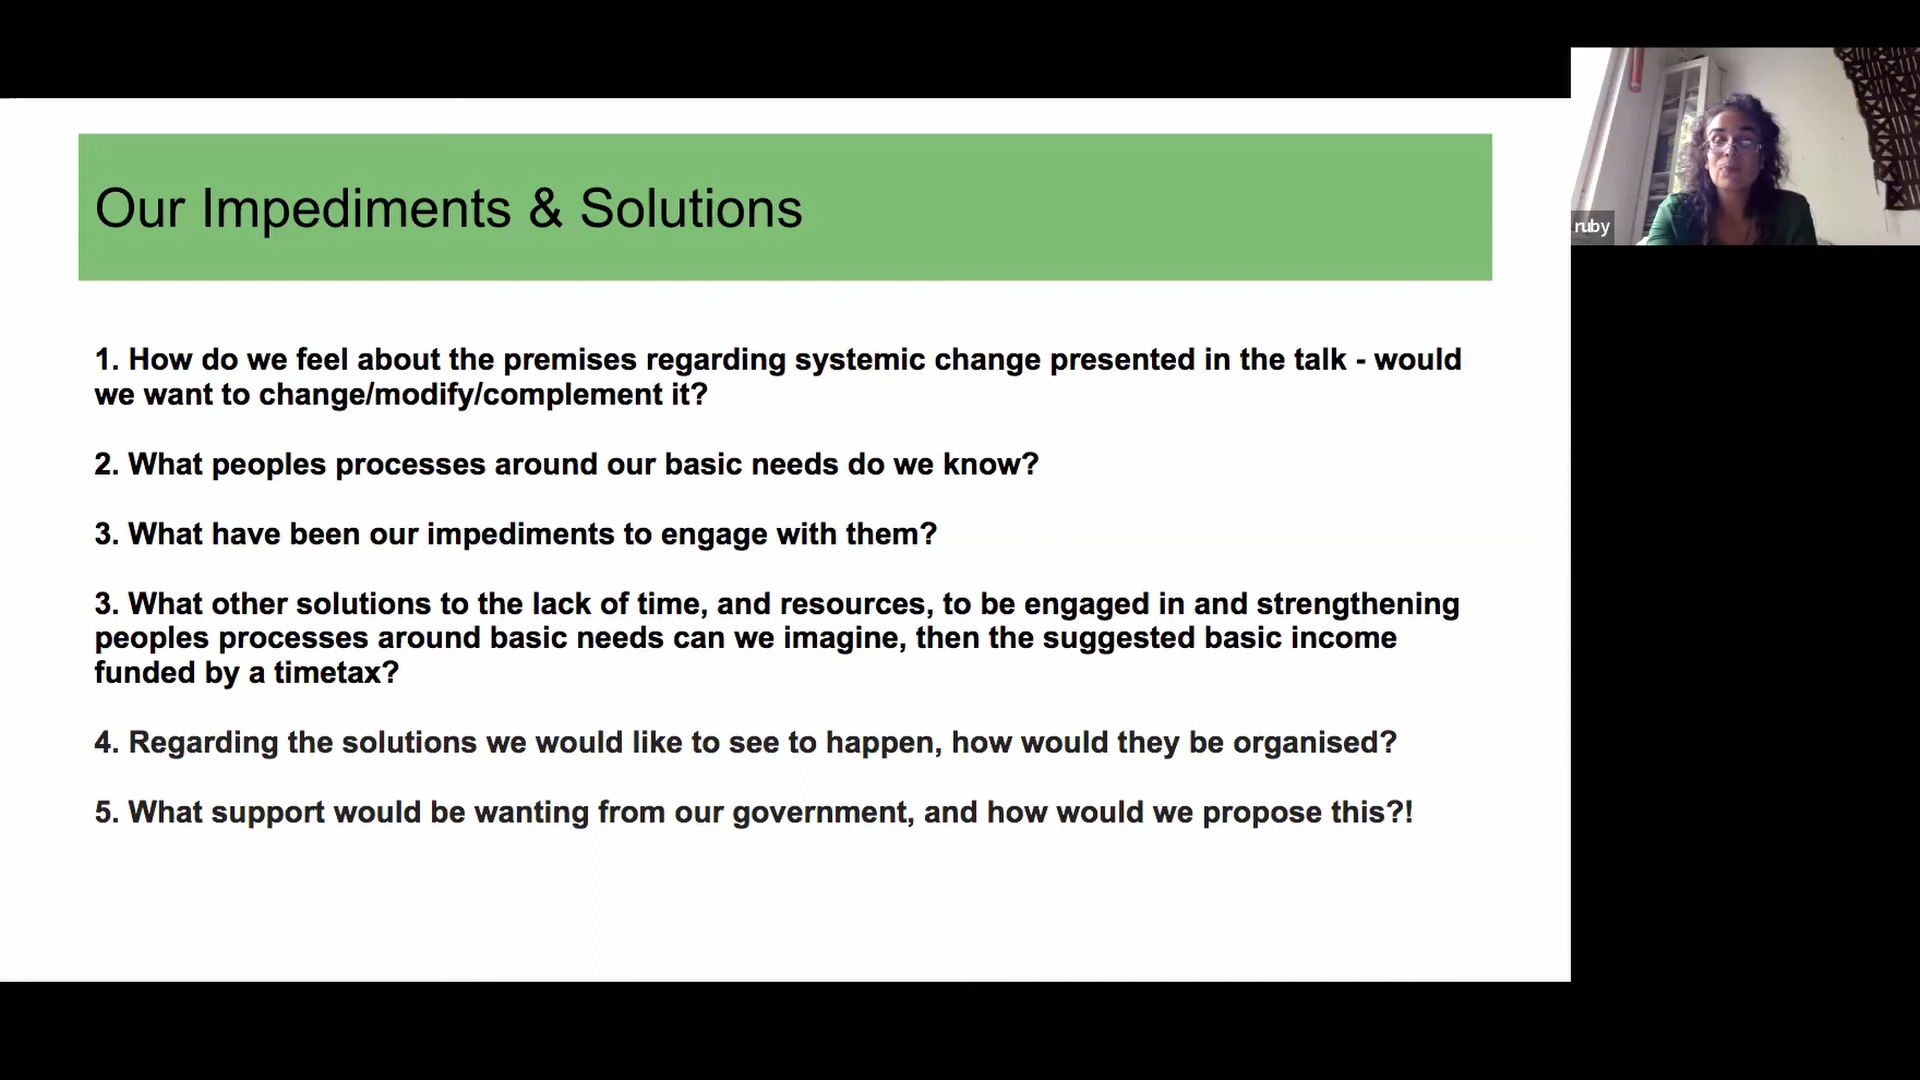 Our Impediments & Solutions
1. How do we feel about the premises regarding systemic change presented in the talk - would
we want to change/modify/complement it?
2. What peoples processes around our basic needs do we know?
3. What have been our impediments to engage with them?
3. What other solutions to the lack of time, and resources, to be engaged in and strengthening
peoples processes around basic needs can we imagine, then the suggested basic income
funded by a timetax?
4. Regarding the solutions we would like to see to happen, how would they be organised?
5. What support would be wanting from our government, and how would we propose this?!
ruby